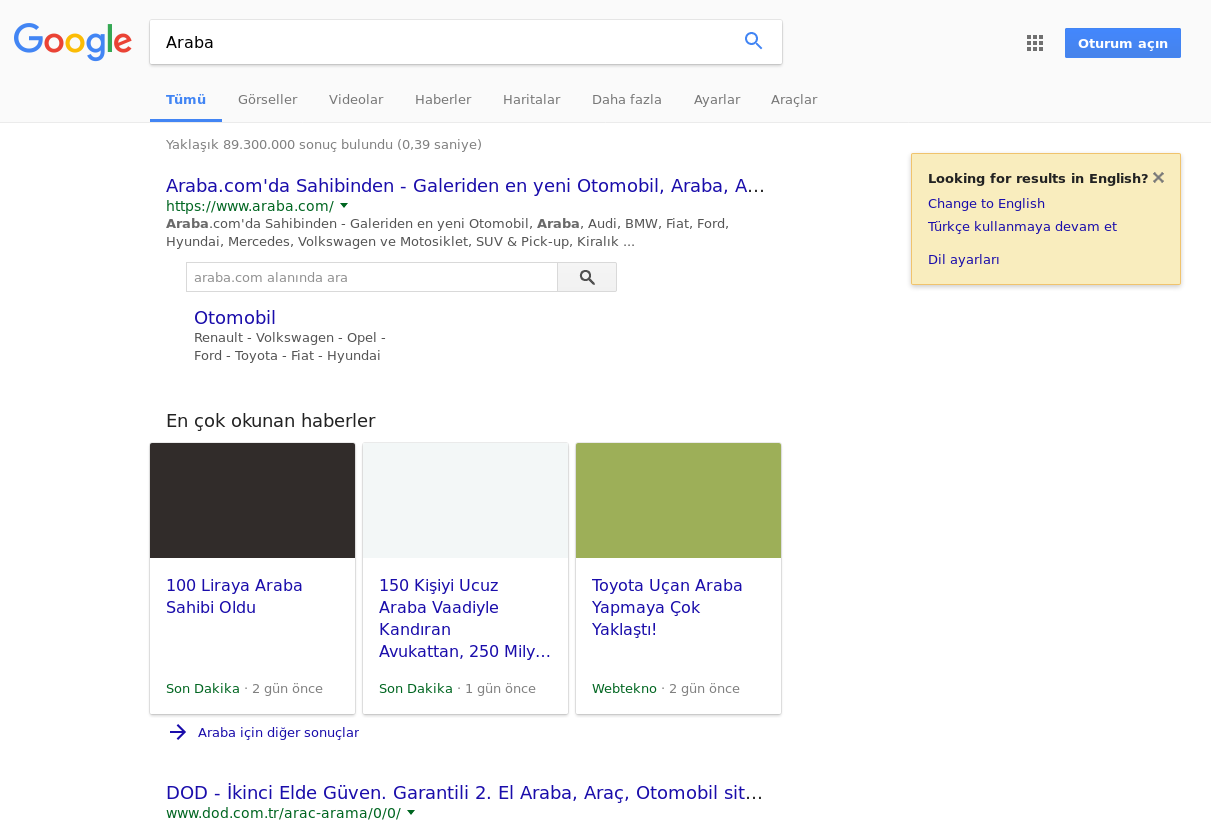 Google
Araba
Oturum açın
Tümü
Görseller
Videolar
Haberler
Haritalar
Daha fazla
Ayarlar
Araçlar
Yaklaşık 89.300.000 sonuç bulundu (0,39 saniye)
Araba.com'da Sahibinden - Galeriden en yeni Otomobil, Araba, A...
https://www.araba.com/
Araba.com'da Sahibinden - Galeriden en yeni Otomobil, Araba, Audi, BMW, Fiat, Ford,
Hyundai, Mercedes, Volkswagen ve Motosiklet, SUV & Pick-up, Kiralık ...
araba.com alanında ara
Otomobil
Renault - Volkswagen - Opel -
Ford - Toyota - Fiat - Hyundai
Looking for results in English?
Change to English
Türkçe kullanmaya devam et
Dil ayarları
En çok okunan haberler
100 Liraya Araba
Sahibi Oldu
Son Dakika · 2 gün önce
150 Kişiyi Ucuz
Araba Vaadiyle
Kandıran
Avukattan, 250 Mily...
Son Dakika · 1 gün önce
Toyota Uçan Araba
Yapmaya Çok
Yaklaştı!
Webtekno · 2 gün önce
Araba için diğer sonuçlar
DOD - İkinci Elde Güven. Garantili 2. El Araba, Araç, Otomobil sit...
www.dod.com.tr/arac-arama/0/0/